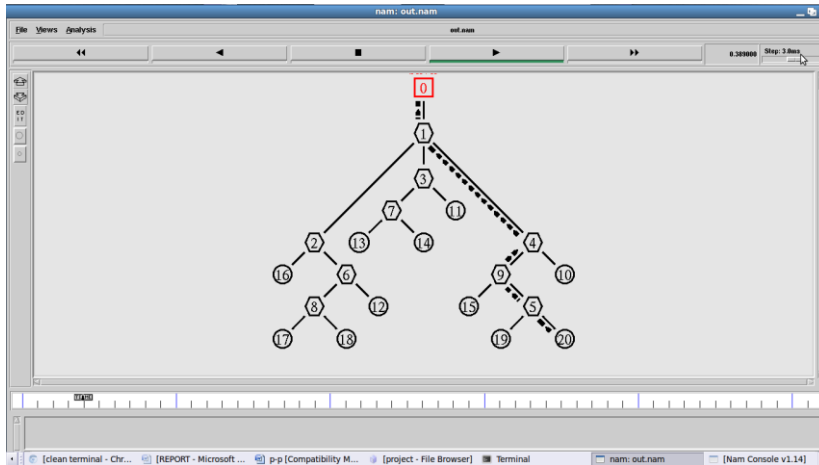 nam: out.nam
File Views Analysis out.nam
0.389000 Step: 3.0ms
0
1
3
7 11
2 13 14 4
16 6 9 10
8 12 15 5
17 18 19 20
[clean terminal - Chr... [REPORT - Microsoft ... p-p [Compatibility M... [project - File Browser] Terminal nam: out.nam [Nam Console v1.14]